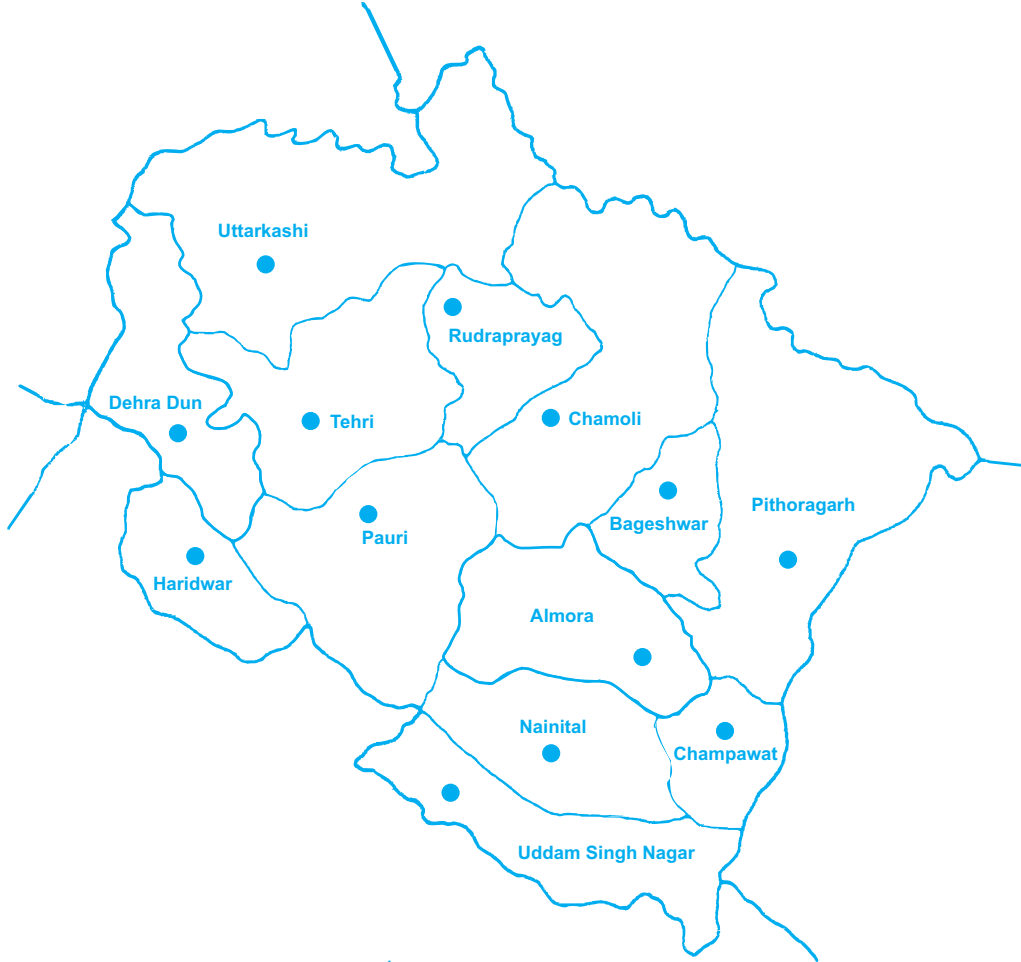 Uttarkashi
Rudraprayag
Dehra Dun
Tehri
Chamoli
Pithoragarh
Bageshwar
Pauri
Haridwar
Almora
Nainital
Champawat
Uddam Singh Nagar